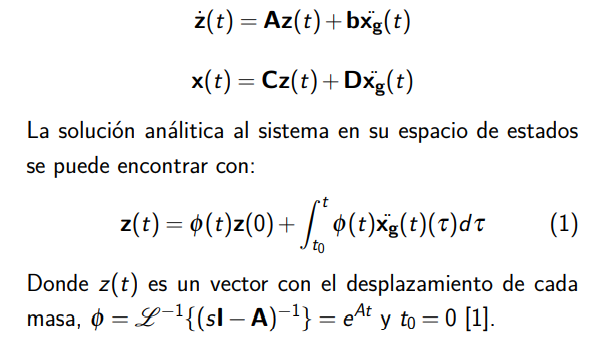 ż(t) = Az(t) + bẍg(t)
x(t) = Cz(t) + Dẍg(t)
La solución análitica al sistema en su espacio de estados
se puede encontrar con:
z(t) = ϕ(t)z(0) + ∫_{t₀}^{t} ϕ(t)ẍg(t)(τ)dτ (1)
Donde z(t) es un vector con el desplazamiento de cada
masa, ϕ = ℒ⁻¹{(sI − A)⁻¹} = e^{At} y t₀ = 0 [1].